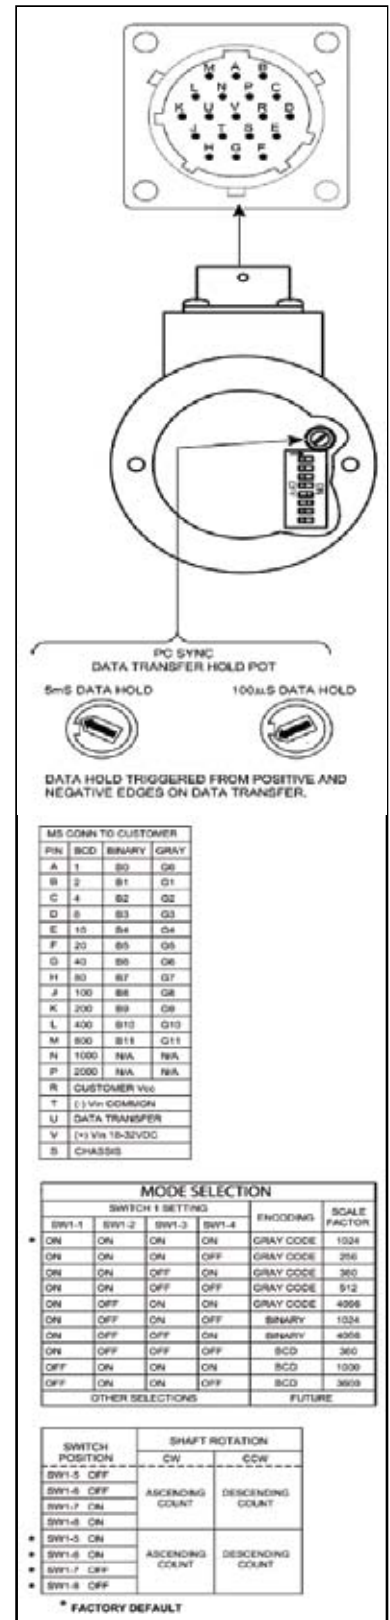 M A B
L N P C
K U V R D
J T S E
H G F
ON
OFF
PC SYNC
DATA TRANSFER HOLD POT
5mS DATA HOLD 100µS DATA HOLD
DATA HOLD TRIGGERED FROM POSITIVE AND
NEGATIVE EDGES ON DATA TRANSFER.
MS CONN TO CUSTOMER
PIN BCD BINARY GRAY
A 1 B0 G0
B 2 B1 G1
C 4 B2 G2
D 8 B3 G3
E 10 B4 G4
F 20 B5 G5
G 40 B6 G6
H 80 B7 G7
J 100 B8 G8
K 200 B9 G9
L 400 B10 G10
M 800 B11 G11
N 1000 N/A N/A
P 2000 N/A N/A
R CUSTOMER Vcc
T (-) Vin COMMON
U DATA TRANSFER
V (+) Vin 18-32VDC
S CHASSIS
MODE SELECTION
SWITCH 1 SETTING ENCODING SCALE FACTOR
SW1-1 SW1-2 SW1-3 SW1-4
* ON ON ON ON GRAY CODE 1024
ON ON ON OFF GRAY CODE 256
ON ON OFF ON GRAY CODE 360
ON ON OFF OFF GRAY CODE 512
ON OFF ON ON GRAY CODE 4096
ON OFF ON OFF BINARY 1024
ON OFF OFF ON BINARY 4096
ON OFF OFF OFF BCD 360
OFF ON ON ON BCD 1000
OFF ON ON OFF BCD 3600
OTHER SELECTIONS FUTURE
SWITCH POSITION SHAFT ROTATION
CW CCW
SW1-5 OFF
SW1-6 OFF
SW1-7 ON
SW1-8 ON
ASCENDING COUNT DESCENDING COUNT
* SW1-5 ON
* SW1-6 ON
* SW1-7 OFF
* SW1-8 OFF
ASCENDING COUNT DESCENDING COUNT
* FACTORY DEFAULT